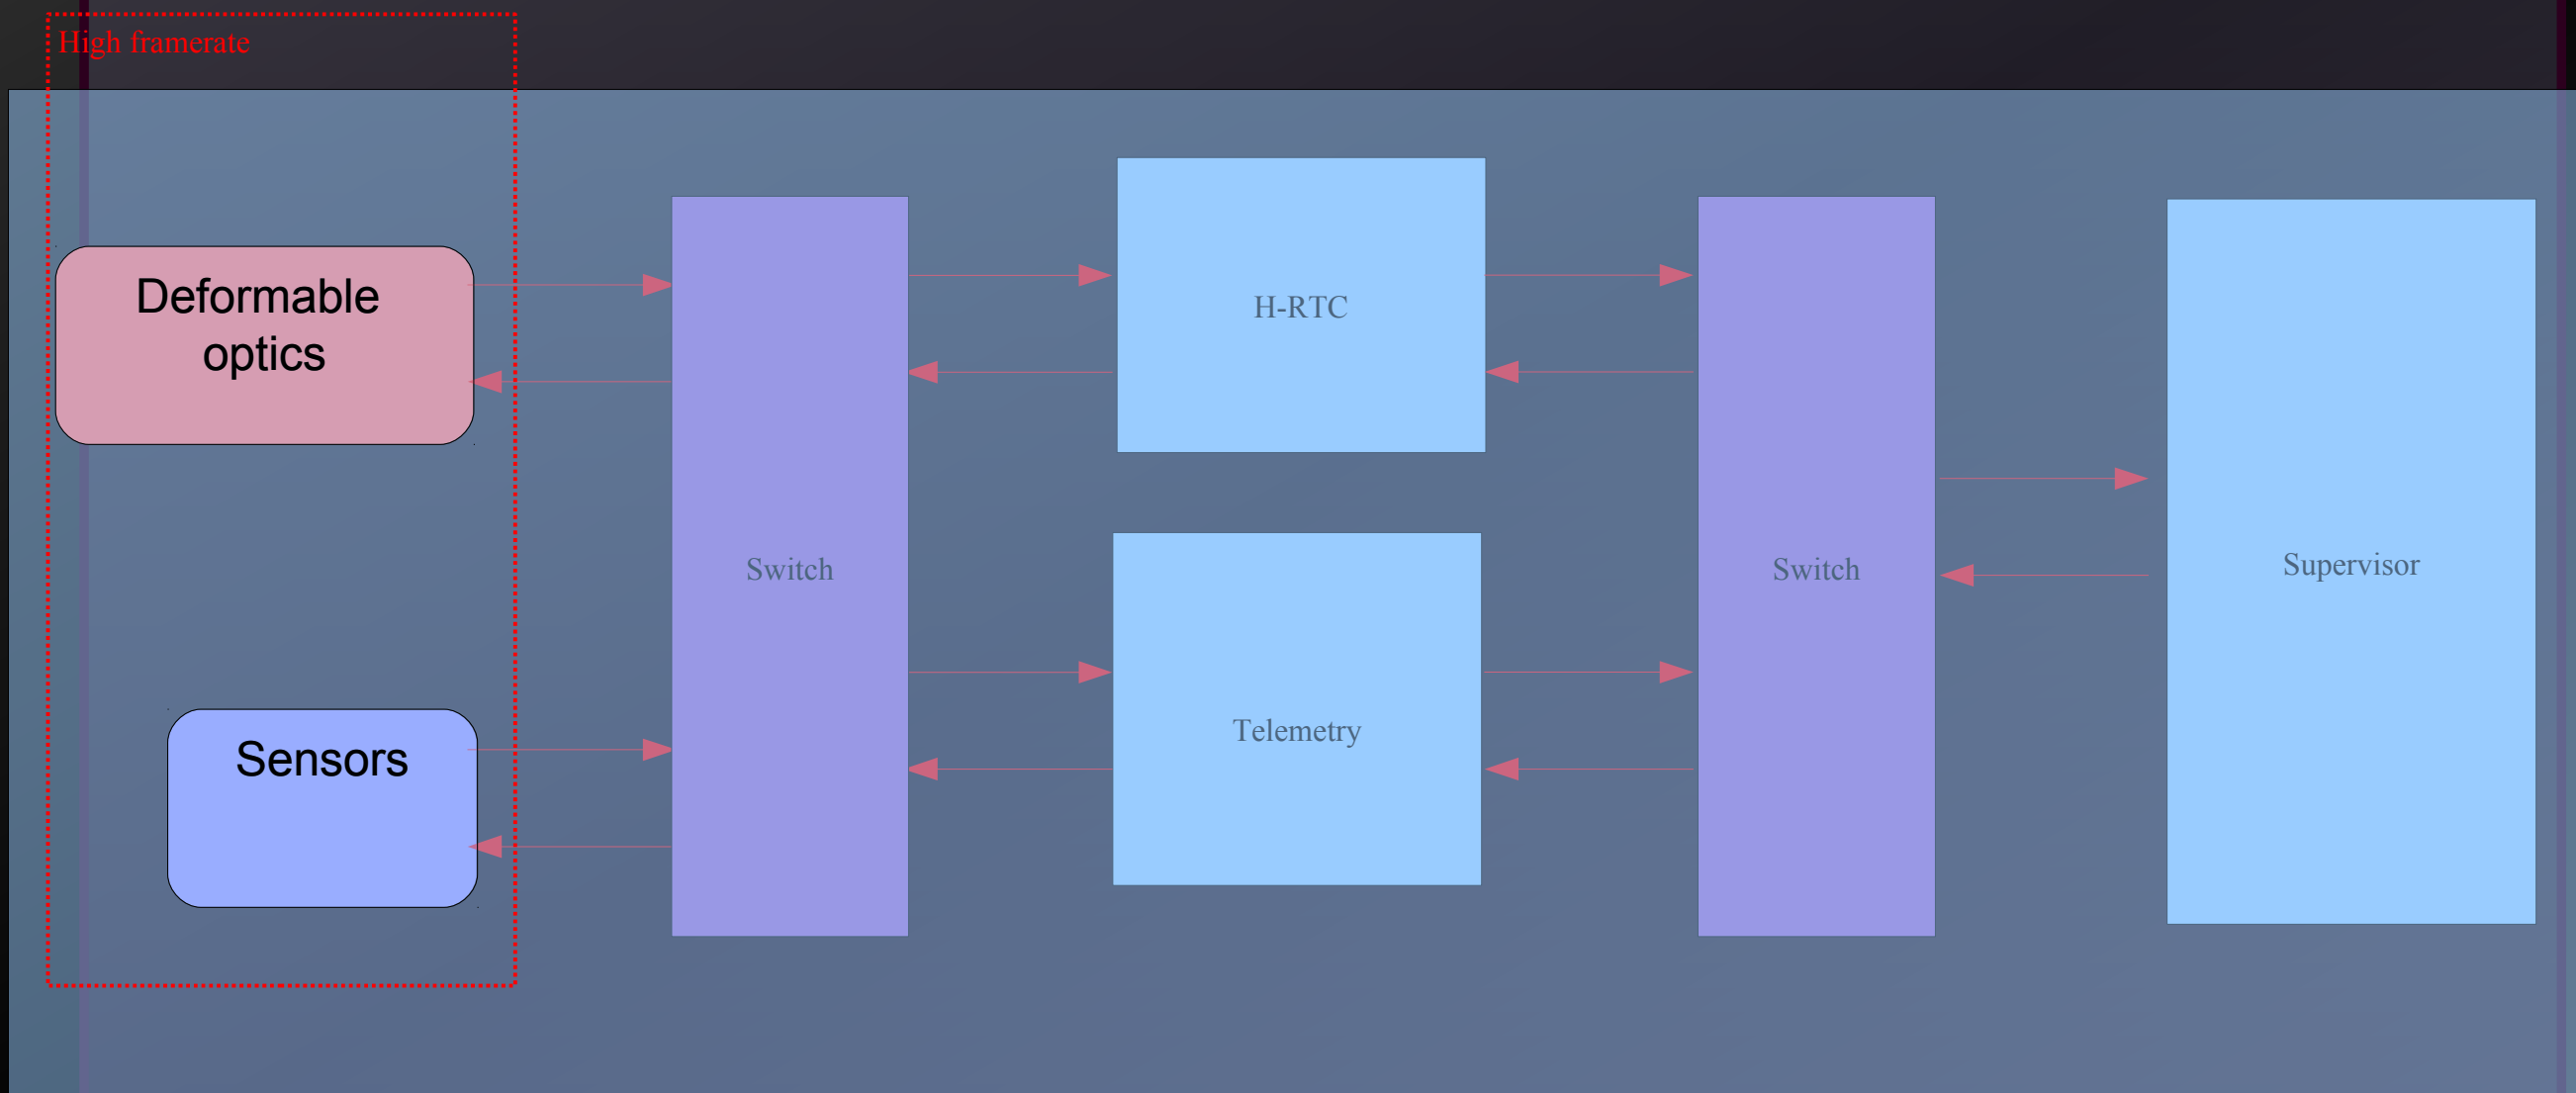 High framerate
Deformable
optics
H-RTC
Switch
Switch
Supervisor
Telemetry
Sensors